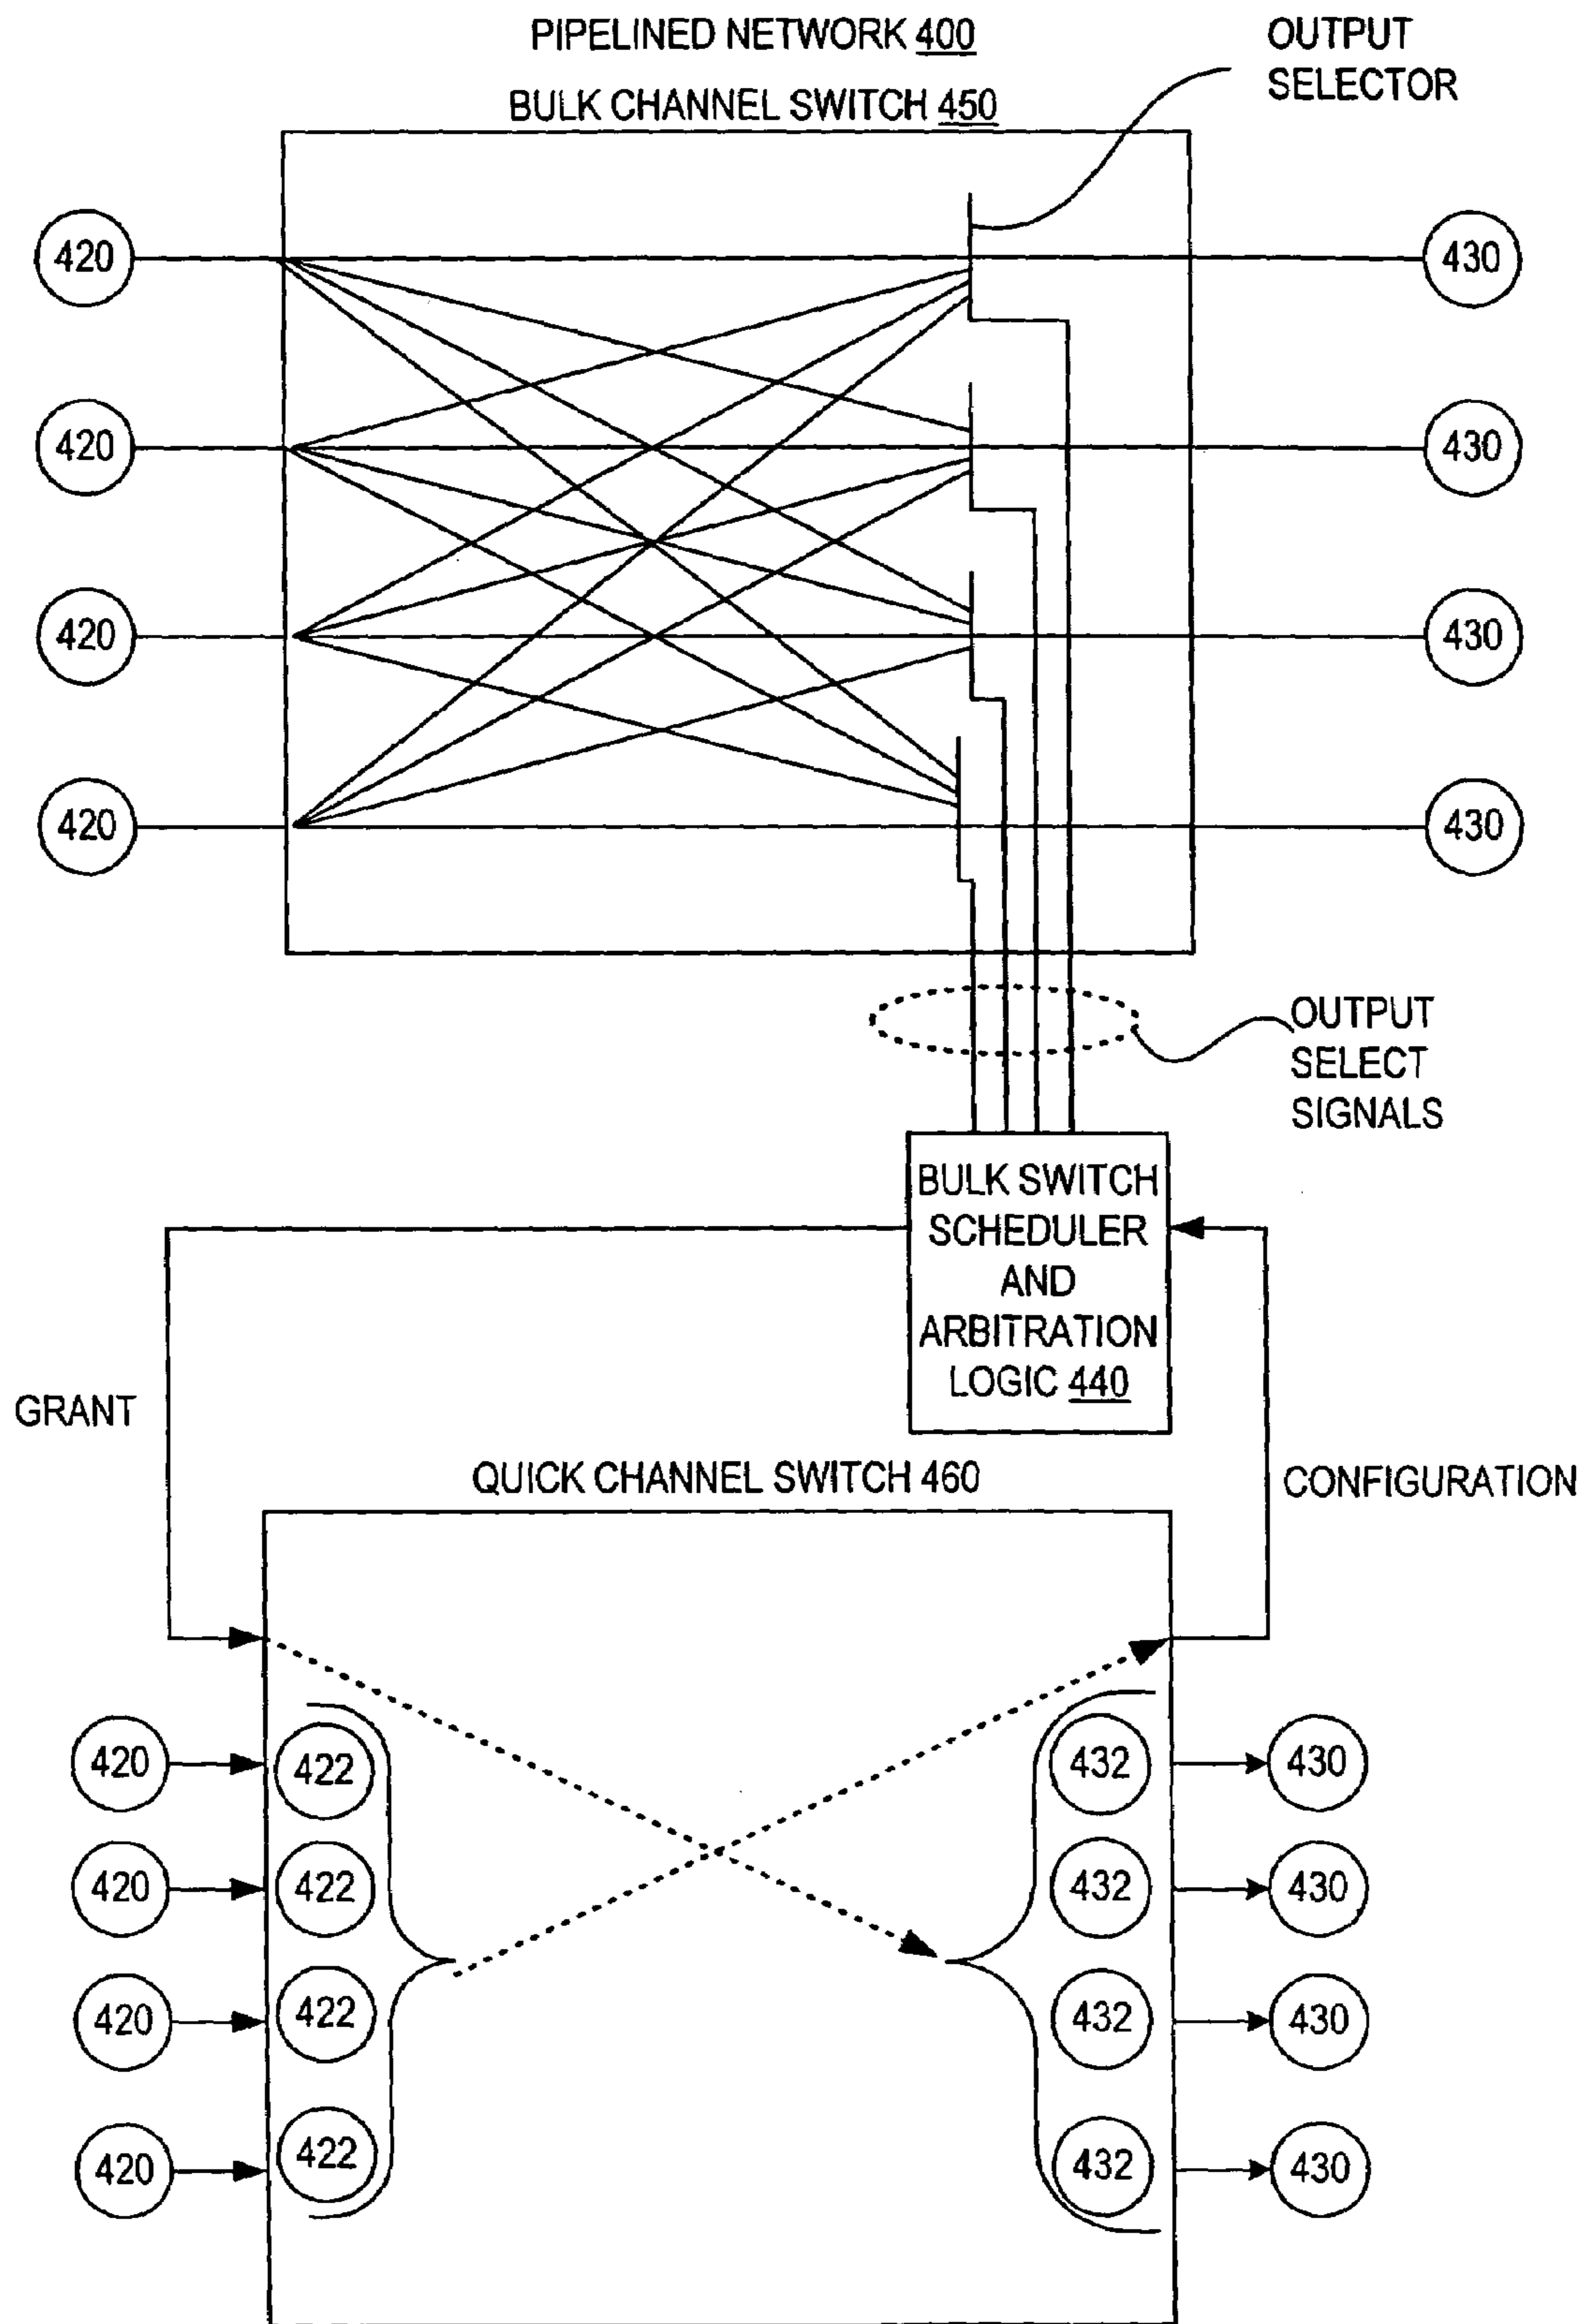 PIPELINED NETWORK 400
OUTPUT
SELECTOR
BULK CHANNEL SWITCH 450
420
430
420
430
420
430
420
430
OUTPUT
SELECT
SIGNALS
BULK SWITCH
SCHEDULER
AND
ARBITRATION
LOGIC 440
GRANT
QUICK CHANNEL SWITCH 460
CONFIGURATION
420
422
432
430
420
422
432
430
420
422
432
430
420
422
432
430